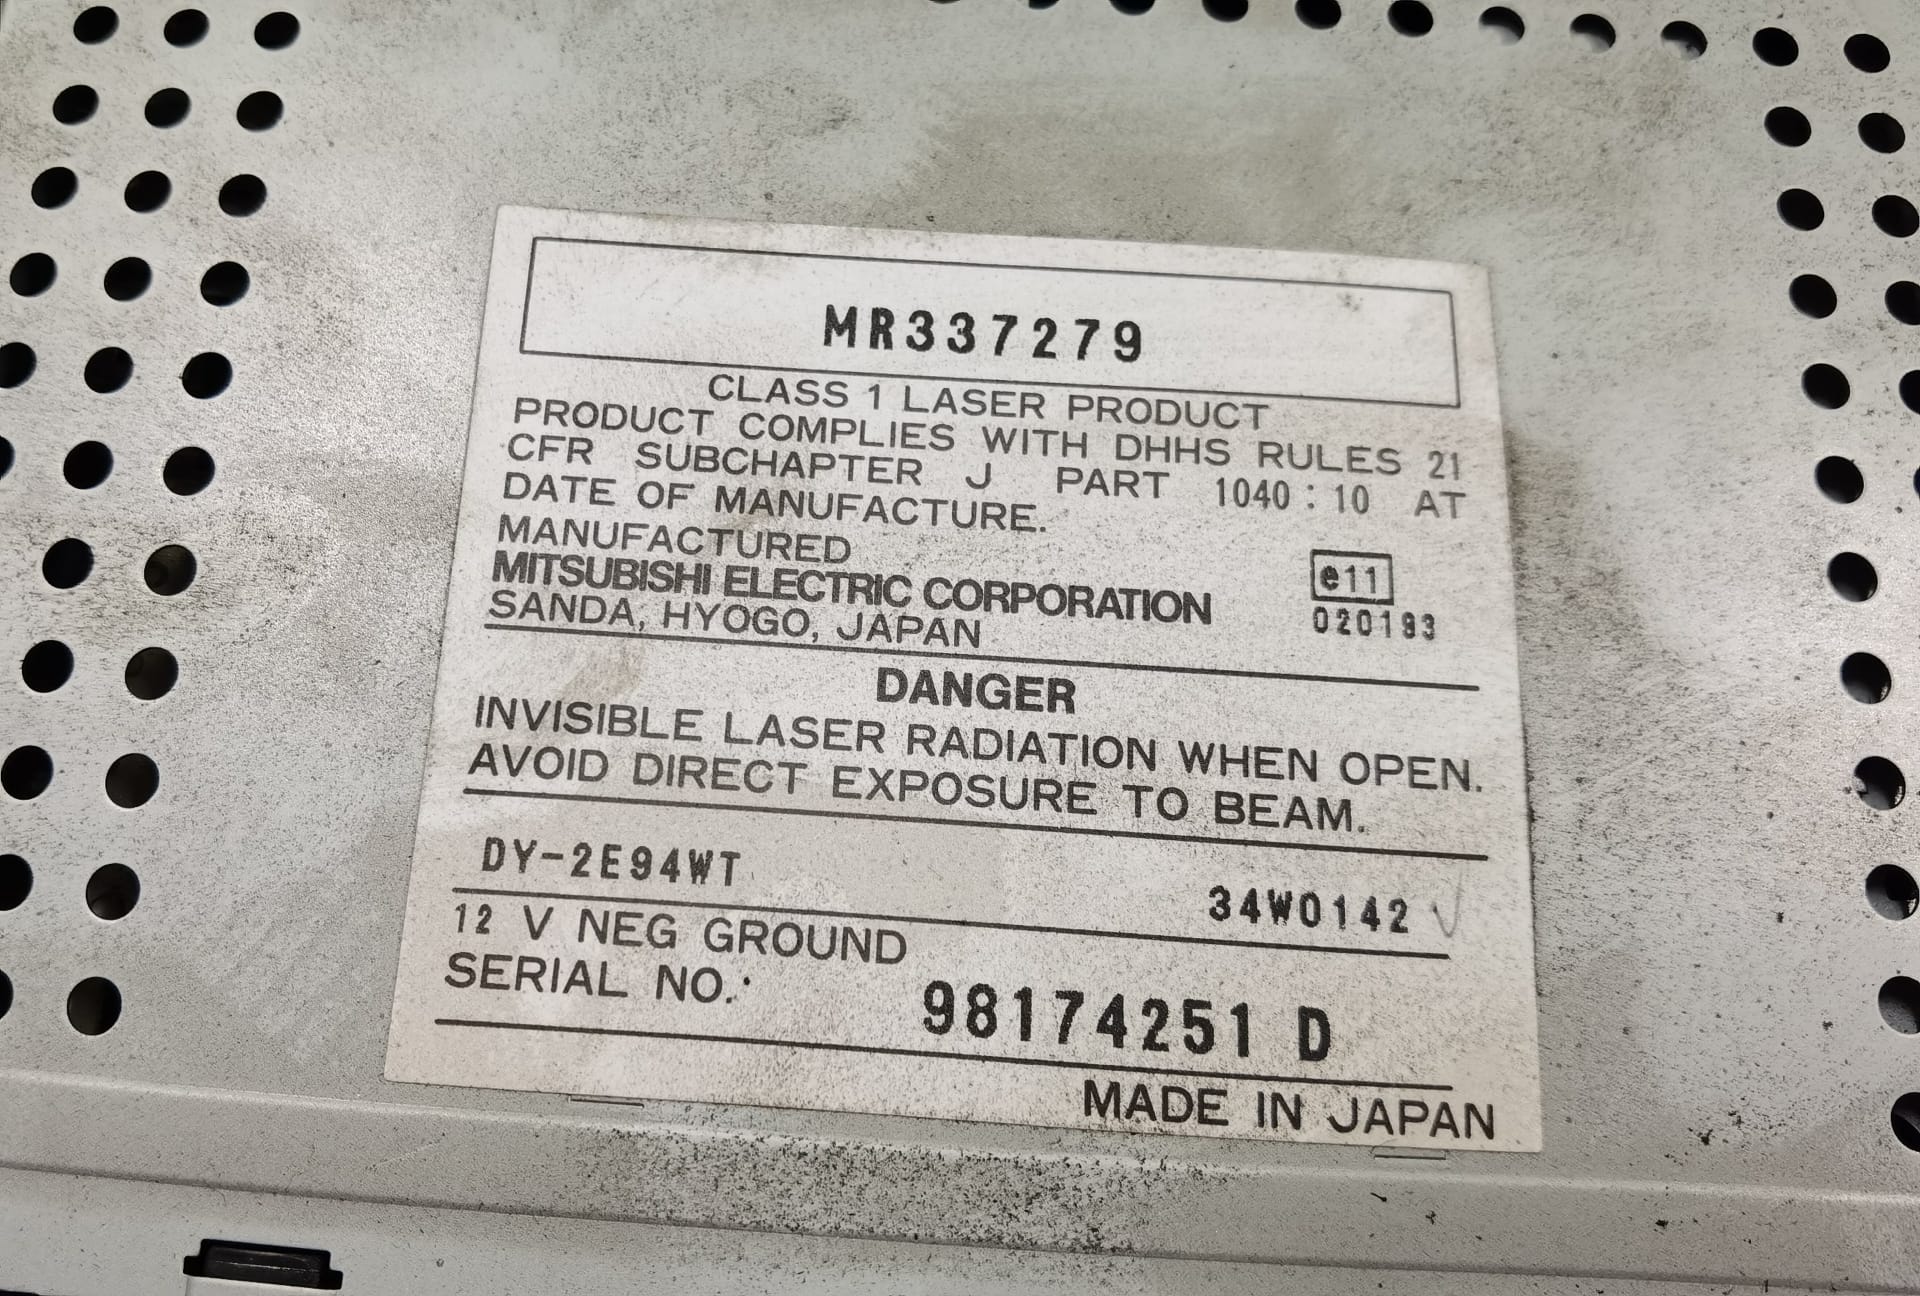 MR337279
CLASS 1 LASER PRODUCT
PRODUCT COMPLIES WITH DHHS RULES 21
CFR SUBCHAPTER J PART 1040:10 AT
DATE OF MANUFACTURE.
MANUFACTURED
MITSUBISHI ELECTRIC CORPORATION
SANDA, HYOGO, JAPAN
e11
020193
DANGER
INVISIBLE LASER RADIATION WHEN OPEN.
AVOID DIRECT EXPOSURE TO BEAM.
DY-2E94WT
34W0142
12 V NEG GROUND
SERIAL NO.: 98174251 D
MADE IN JAPAN